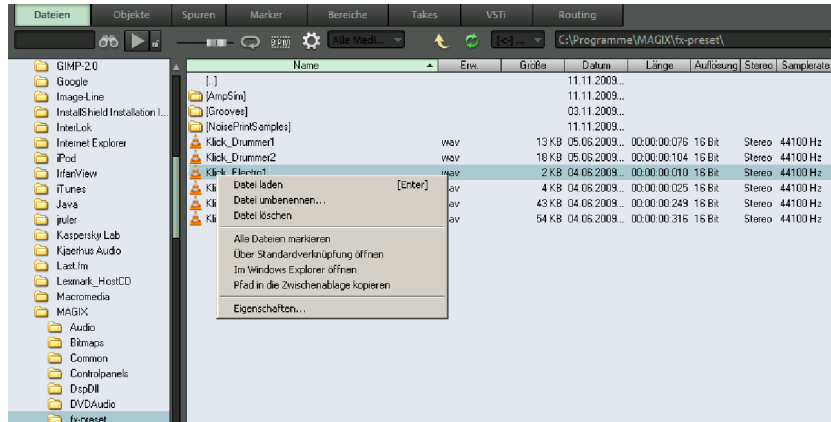 Dateien Objekte Spuren Marker Bereiche Takes VSTi Routing
BPM Alle Medi... [-c-] ... C:\Programme\MAGIX\fx-preset\
GIMP-2.0
Google
Image-Line
InstallShield Installation I...
InterLok
Internet Explorer
iPod
IrfanView
iTunes
Java
jruler
Kaspersky Lab
Kjaerhus Audio
Last.fm
Lexmark_HostCD
Macromedia
MAGIX
Audio
Bitmaps
Common
Controlpanels
DspDll
DVDAudio
fx-preset
Name Erw. Größe Datum Länge Auflösung Stereo Samplerate
[..] 11.11.2009...
[AmpSim] 11.11.2009...
[Grooves] 03.11.2009...
[NoisePrintSamples] 11.11.2009...
Klick_Drummer1 wav 13 KB 05.06.2009... 00:00:00:076 16 Bit Stereo 44100 Hz
Klick_Drummer2 wav 18 KB 05.06.2009... 00:00:00:104 16 Bit Stereo 44100 Hz
Klick_Electro1 wav 2 KB 04.06.2009... 00:00:00:010 16 Bit Stereo 44100 Hz
Kli av 4 KB 04.06.2009... 00:00:00:025 16 Bit Stereo 44100 Hz
Kli av 43 KB 04.06.2009... 00:00:00:249 16 Bit Stereo 44100 Hz
Kli av 54 KB 04.06.2009... 00:00:00:316 16 Bit Stereo 44100 Hz
Datei laden [Enter]
Datei umbenennen...
Datei löschen
Alle Dateien markieren
Über Standardverknüpfung öffnen
Im Windows Explorer öffnen
Pfad in die Zwischenablage kopieren
Eigenschaften...